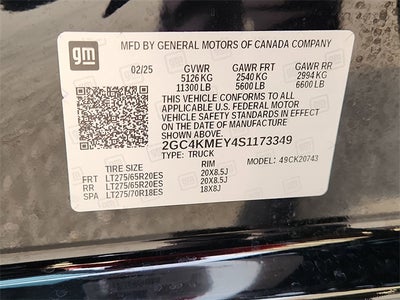 gm
MFD BY GENERAL MOTORS OF CANADA COMPANY
02/25 GVWR GAWR FRT GAWR RR
5126 KG 2540 KG 2994 KG
11300 LB 5600 LB 6600 LB
THIS VEHICLE CONFORMS TO ALL
APPLICABLE U.S. FEDERAL MOTOR
VEHICLE SAFETY STANDARDS IN EFFECT
ON THE DATE OF MANUFACTURE SHOWN ABOVE.
2GC4KMEY4S1173349
TYPE: TRUCK MODEL: 49CK20743
TIRE SIZE RIM
FRT LT275/65R20ES 20X8.5J
RR LT275/65R20ES 20X8.5J
SPA LT275/70R18ES 18X8J